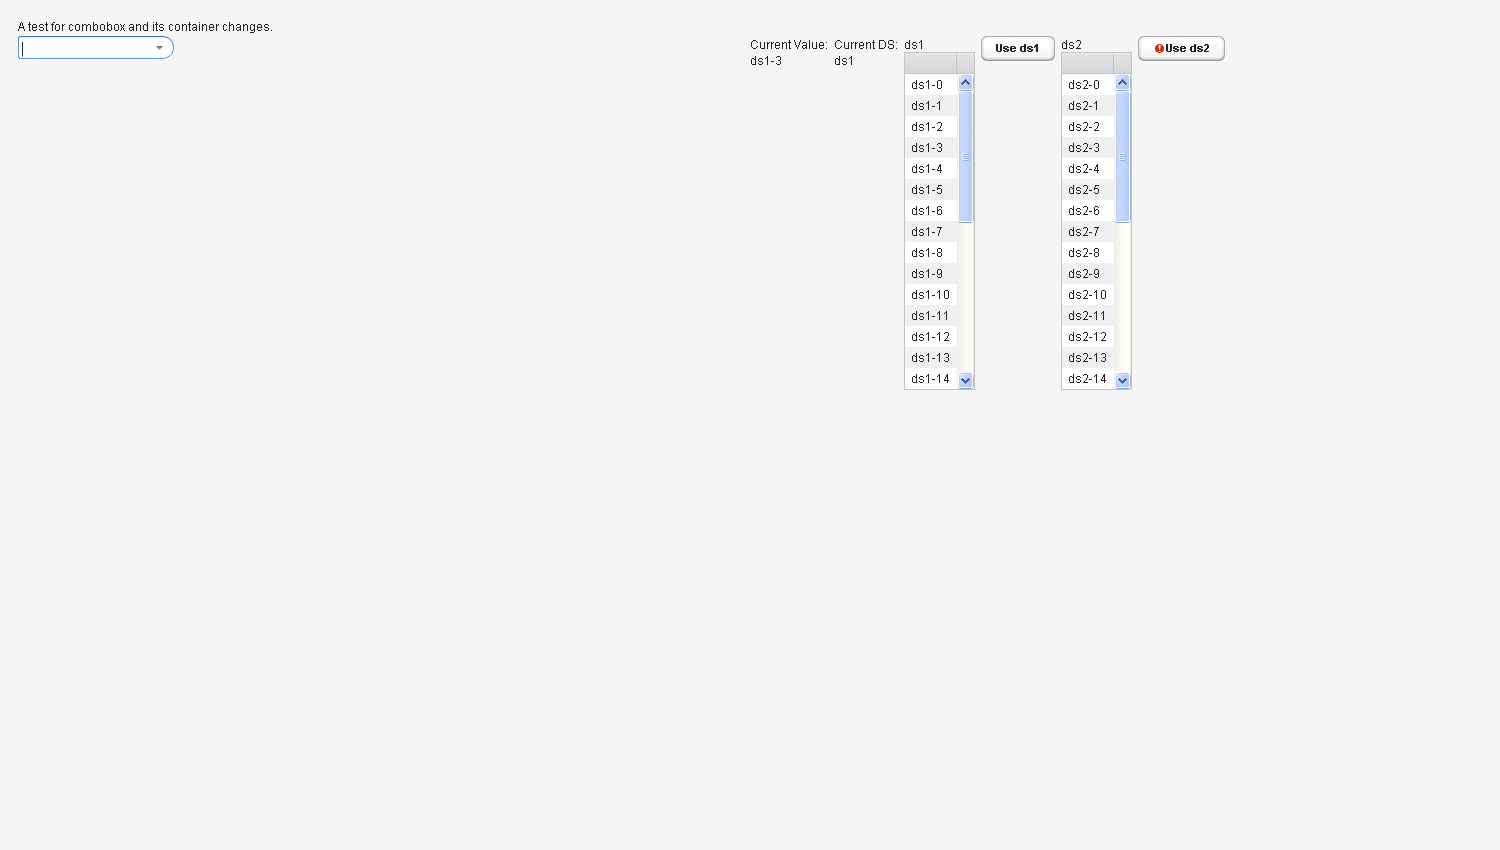 A test for combobox and its container changes.
Current Value:
ds1-3
Current DS:
ds1
ds1
ds1-0
ds1-1
ds1-2
ds1-3
ds1-4
ds1-5
ds1-6
ds1-7
ds1-8
ds1-9
ds1-10
ds1-11
ds1-12
ds1-13
ds1-14
Use ds1
ds2
ds2-0
ds2-1
ds2-2
ds2-3
ds2-4
ds2-5
ds2-6
ds2-7
ds2-8
ds2-9
ds2-10
ds2-11
ds2-12
ds2-13
ds2-14
Use ds2